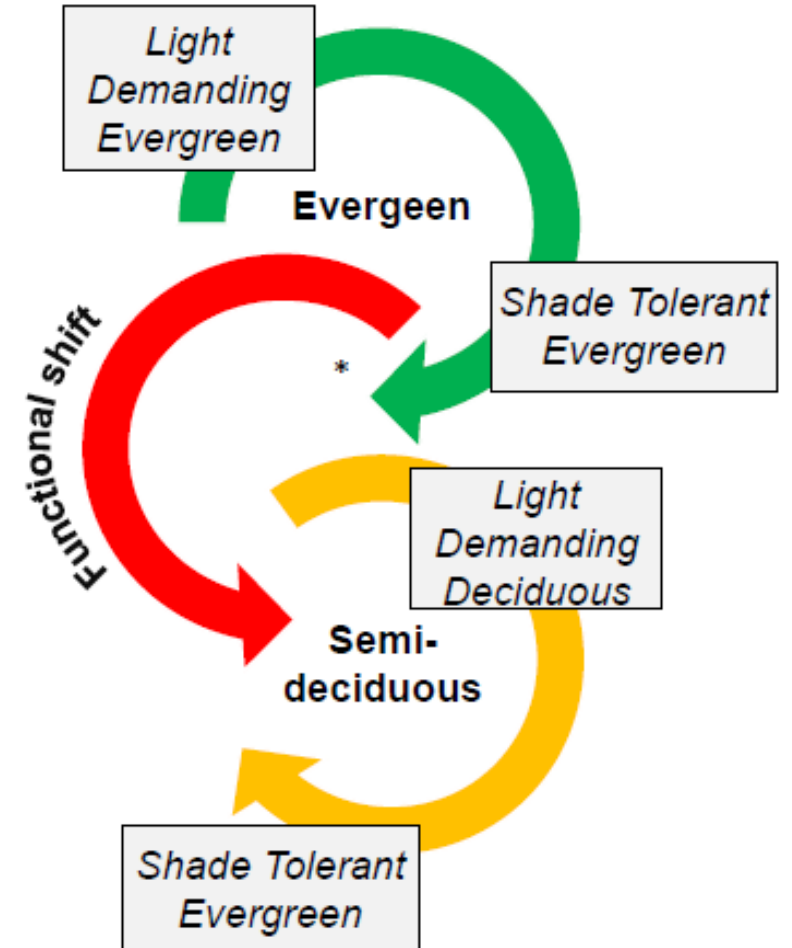 Light
Demanding
Evergreen
Evergeen
Shade Tolerant
Evergreen
Functional shift
*
Light
Demanding
Deciduous
Semi-
deciduous
Shade Tolerant
Evergreen